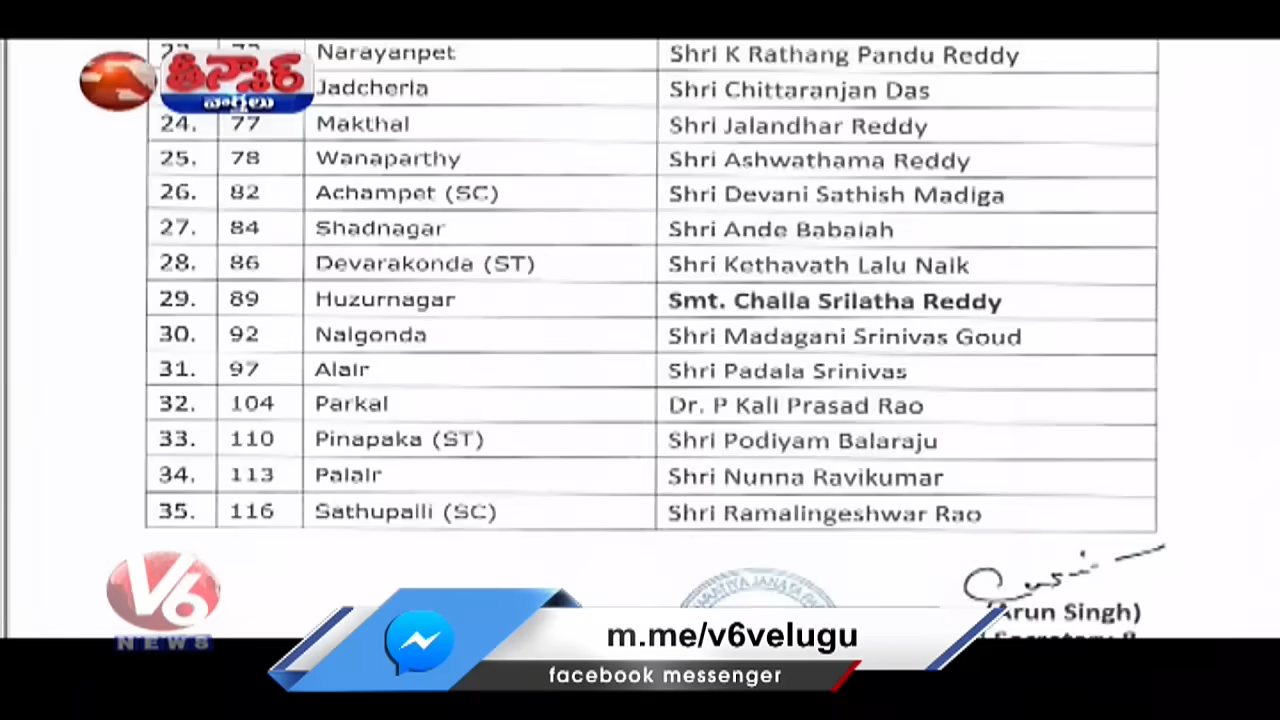 Narayanpet Shri K Rathang Pandu Reddy
తీన్మార్
వార్తలు
Jadcherla Shri Chittaranjan Das
24. 77 Makthal Shri Jalandhar Reddy
25. 78 Wanaparthy Shri Ashwathama Reddy
26. 82 Achampet (SC) Shri Devani Sathish Madiga
27. 84 Shadnagar Shri Ande Babaiah
28. 86 Devarakonda (ST) Shri Kethavath Lalu Naik
29. 89 Huzurnagar Smt. Challa Srilatha Reddy
30. 92 Nalgonda Shri Madagani Srinivas Goud
31. 97 Alair Shri Padala Srinivas
32. 104 Parkal Dr. P Kali Prasad Rao
33. 110 Pinapaka (ST) Shri Podiyam Balaraju
34. 113 Palair Shri Nunna Ravikumar
35. 116 Sathupalli (SC) Shri Ramalingeshwar Rao
JANATA
(Arun Singh)
V6
NEWS
m.me/v6velugu
facebook messenger